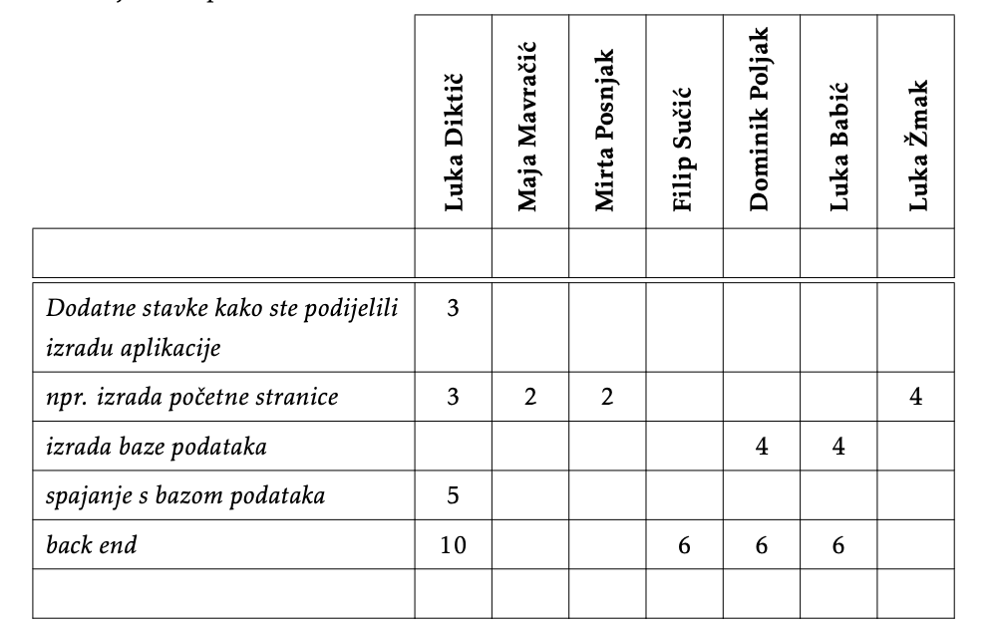 Luka Diktič
Maja Mavračić
Mirta Posnjak
Filip Sučić
Dominik Poljak
Luka Babić
Luka Žmak
Dodatne stavke kako ste podijelili 3
izradu aplikacije
npr. izrada početne stranice 3 2 2 4
izrada baze podataka 4 4
spajanje s bazom podataka 5
back end 10 6 6 6